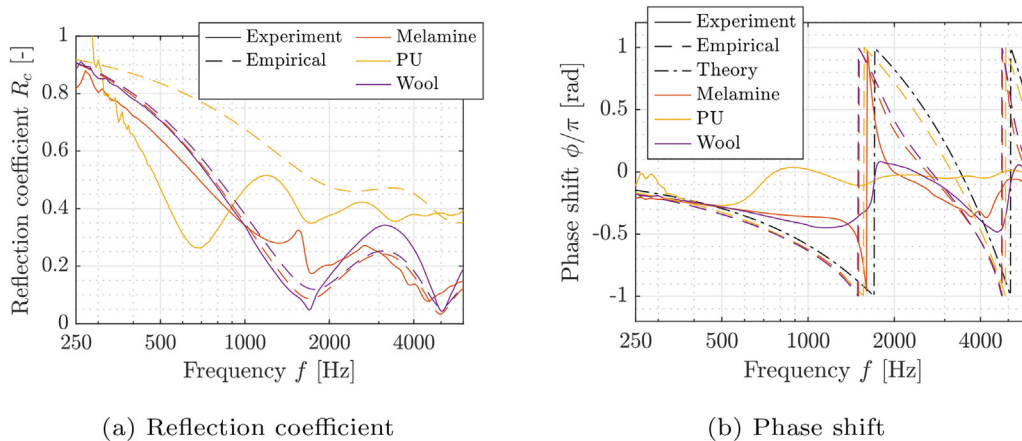 1
0.8
0.6
0.4
0.2
0
Reflection coefficient R_c [-]
Experiment
Empirical
Melamine
PU
Wool
250
500
1000
2000
4000
Frequency f [Hz]
(a) Reflection coefficient
1
0.5
0
-0.5
-1
Phase shift ϕ/π [rad]
Experiment
Empirical
Theory
Melamine
PU
Wool
250
500
1000
2000
4000
Frequency f [Hz]
(b) Phase shift